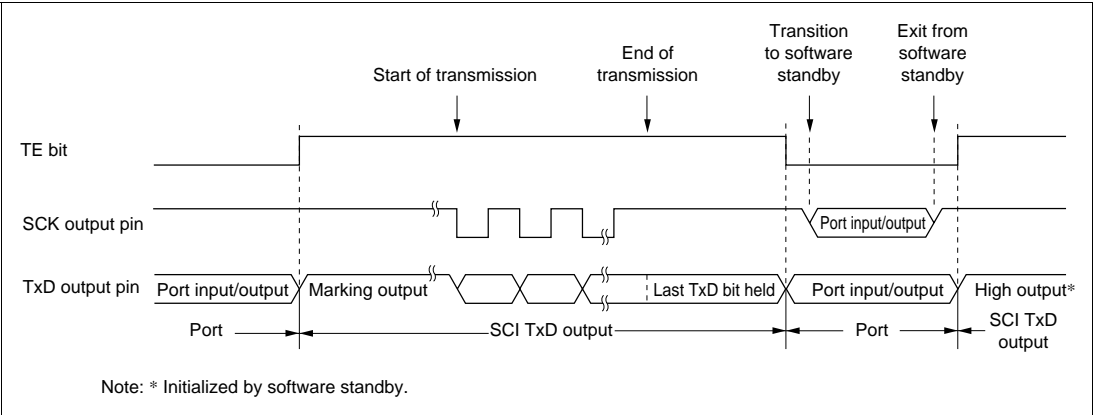 Start of transmission
End of
transmission
Transition
to software
standby
Exit from
software
standby
TE bit
SCK output pin
Port input/output
TxD output pin
Port input/output
Marking output
Last TxD bit held
Port input/output
High output*
Port
SCI TxD output
Port
SCI TxD
output
Note: * Initialized by software standby.